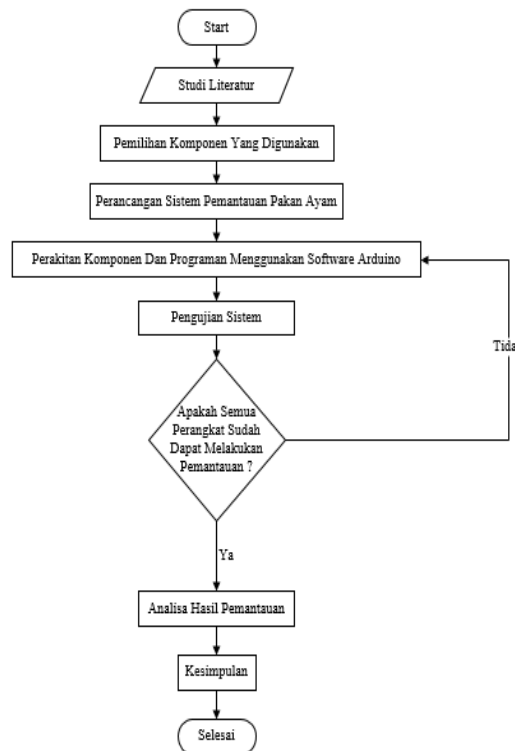 Start
Studi Literatur
Pemilihan Komponen Yang Digunakan
Perancangan Sistem Pemantauan Pakan Ayam
Perakitan Komponen Dan Programan Menggunakan Software Arduino
Pengujian Sistem
Tida
Apakah Semua
Perangkat Sudah
Dapat Melakukan
Pemantauan ?
Ya
Analisa Hasil Pemantauan
Kesimpulan
Selesai